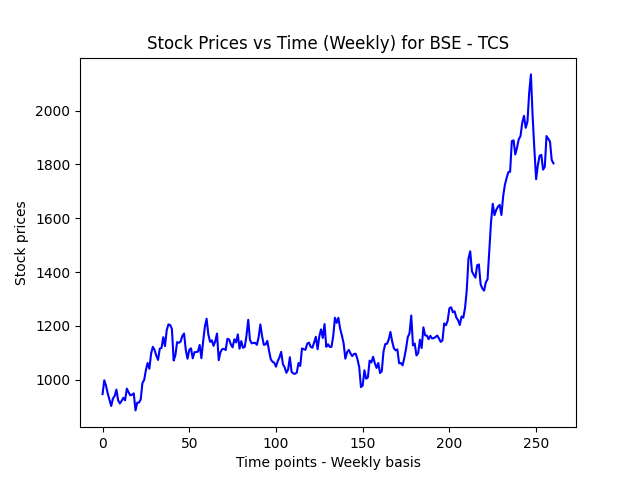 Stock Prices vs Time (Weekly) for BSE - TCS
2000
1800
1600
1400
1200
1000
Stock prices
0 50 100 150 200 250
Time points - Weekly basis